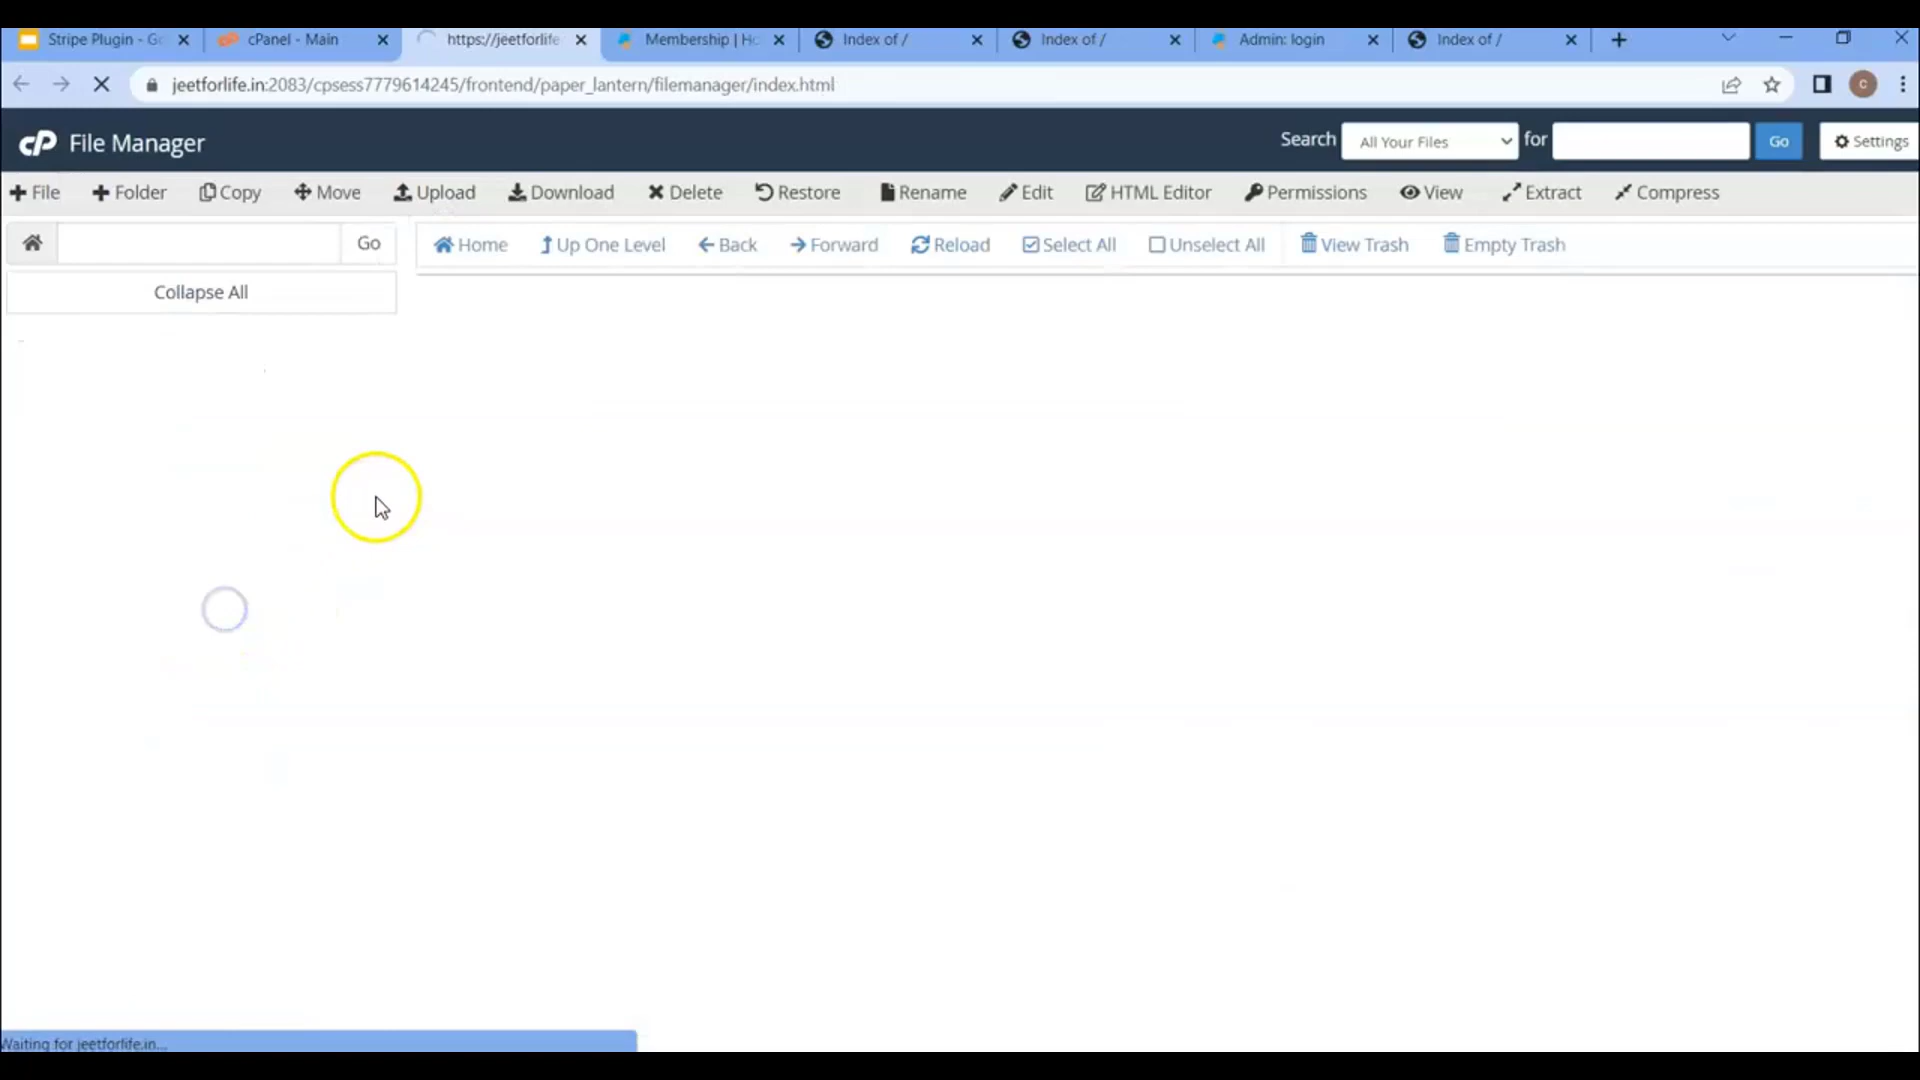 Stripe Plugin - Go
cPanel - Main
https://jeetforlife
Membership | Ho
Index of /
Index of /
Admin: login
Index of /
jeetforlife.in:2083/cpsess7779614245/frontend/paper_lantern/filemanager/index.html
C
cP File Manager
Search All Your Files for Go Settings
File Folder Copy Move Upload Download Delete Restore Rename Edit HTML Editor Permissions View Extract Compress
Go Home Up One Level Back Forward Reload Select All Unselect All View Trash Empty Trash
Collapse All
Waiting for jeetforlife.in...